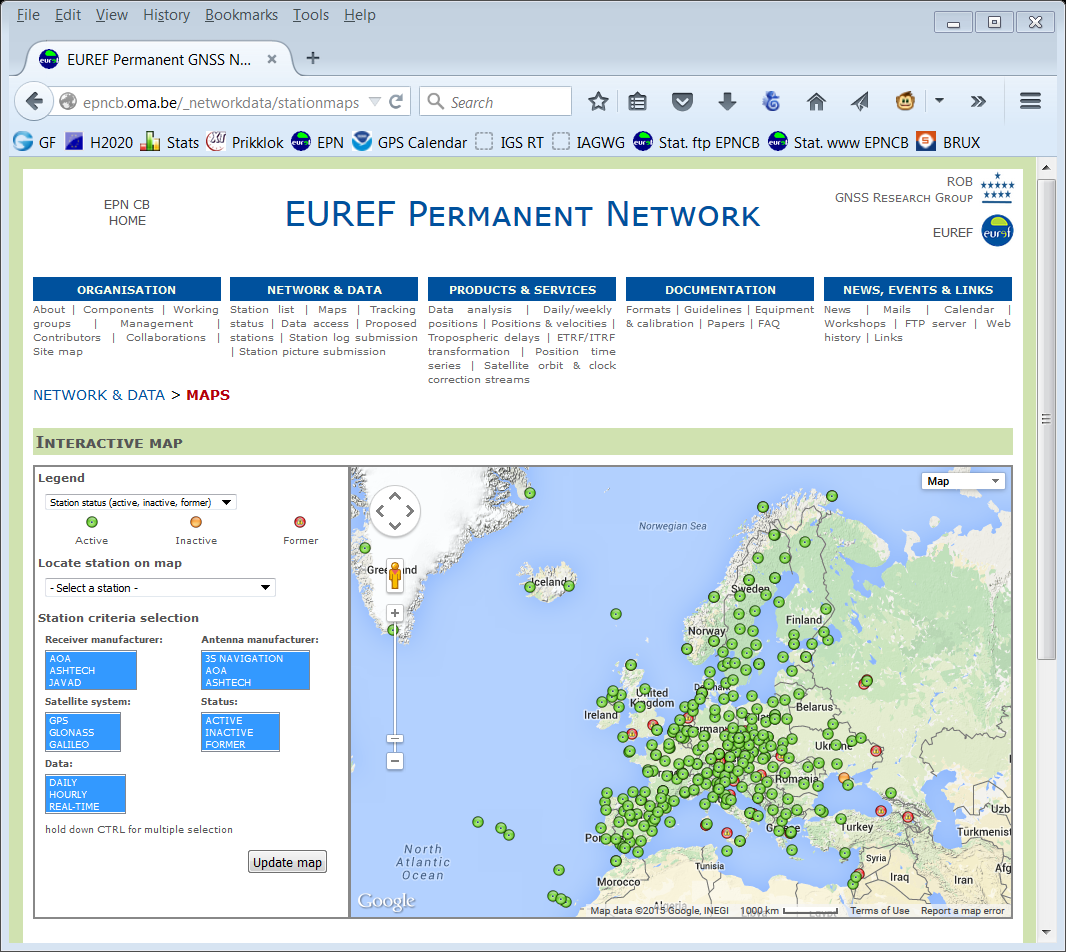 File Edit View History Bookmarks Tools Help
EUREF Permanent GNSS N...
epncb.oma.be/_networkdata/stationmaps
Search
GF H2020 Stats Prikklok EPN GPS Calendar IGS RT IAGWG Stat. ftp EPNCB Stat. www EPNCB BRUX
EPN CB
HOME
EUREF PERMANENT NETWORK
ROB
GNSS RESEARCH GROUP
EUREF
euref
ORGANISATION
About | Components | Working
groups | Management |
Contributors | Collaborations |
Site map
NETWORK & DATA
Station list | Maps | Tracking
status | Data access | Proposed
stations | Station log submission
| Station picture submission
PRODUCTS & SERVICES
Data analysis | Daily/weekly
positions | Positions & velocities |
Tropospheric delays | ETRF/ITRF
transformation | Position time
series | Satellite orbit & clock
correction streams
DOCUMENTATION
Formats | Guidelines | Equipment
& calibration | Papers | FAQ
NEWS, EVENTS & LINKS
News | Mails | Calendar |
Workshops | FTP server | Web
history | Links
NETWORK & DATA > MAPS
INTERACTIVE MAP
Legend
Station status (active, inactive, former)
Active Inactive Former
Locate station on map
- Select a station -
Station criteria selection
Receiver manufacturer:
AOA
ASHTECH
JAVAD
Antenna manufacturer:
3S NAVIGATION
AOA
ASHTECH
Satellite system:
GPS
GLONASS
GALILEO
Status:
ACTIVE
INACTIVE
FORMER
Data:
DAILY
HOURLY
REAL-TIME
hold down CTRL for multiple selection
Update map
Map
Norwegian Sea
Iceland
Sweden
Finland
Norway
United
Kingdom
Ireland
Belarus
Romania
Turkey
Uzb
Turkmenist
Syria
Iraq
Iran
Afg
Tunisia
Morocco
North
Atlantic
Ocean
Google
Map data ©2015 Google, INEGI 1000 km Terms of Use Report a map error